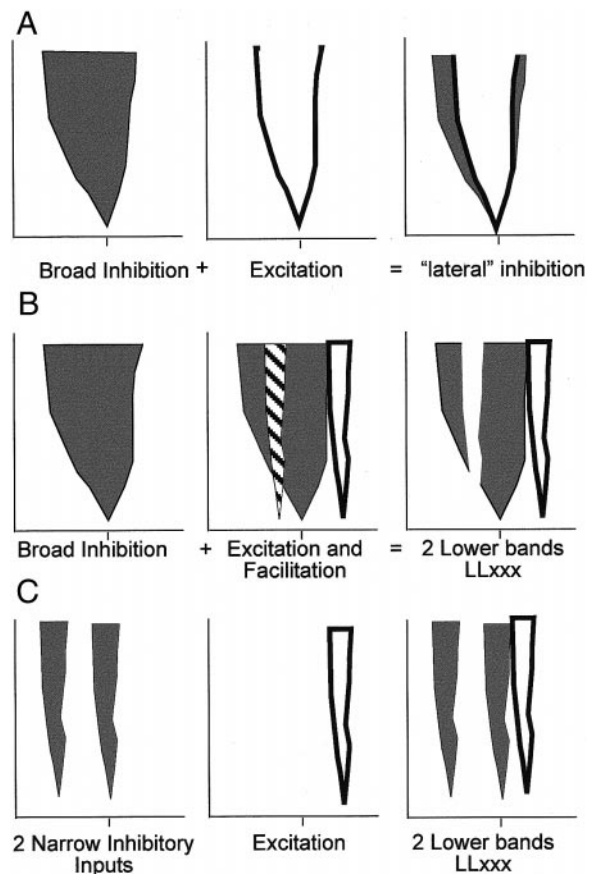 A
Broad Inhibition + Excitation = “lateral” inhibition
B
Broad Inhibition + Excitation and = 2 Lower bands
Facilitation LLxxx
C
2 Narrow Inhibitory Excitation 2 Lower bands
Inputs LLxxx